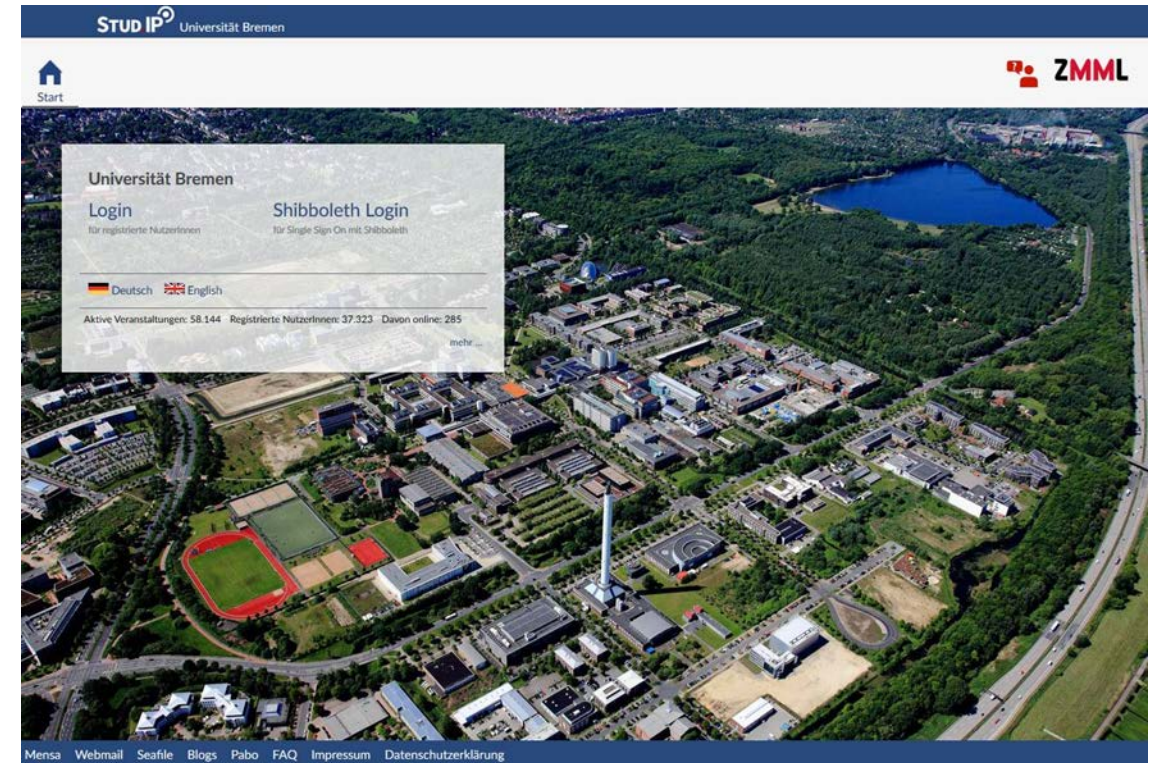 STUD IP Universität Bremen
Start
? ZMML
Universität Bremen
Login Shibboleth Login
für registrierte NutzerInnen für Single Sign On mit Shibboleth
Deutsch English
Aktive Veranstaltungen: 58.144 Registrierte NutzerInnen: 37.323 Davon online: 285
mehr ...
Mensa Webmail Seafile Blogs Pabo FAQ Impressum Datenschutzerklärung